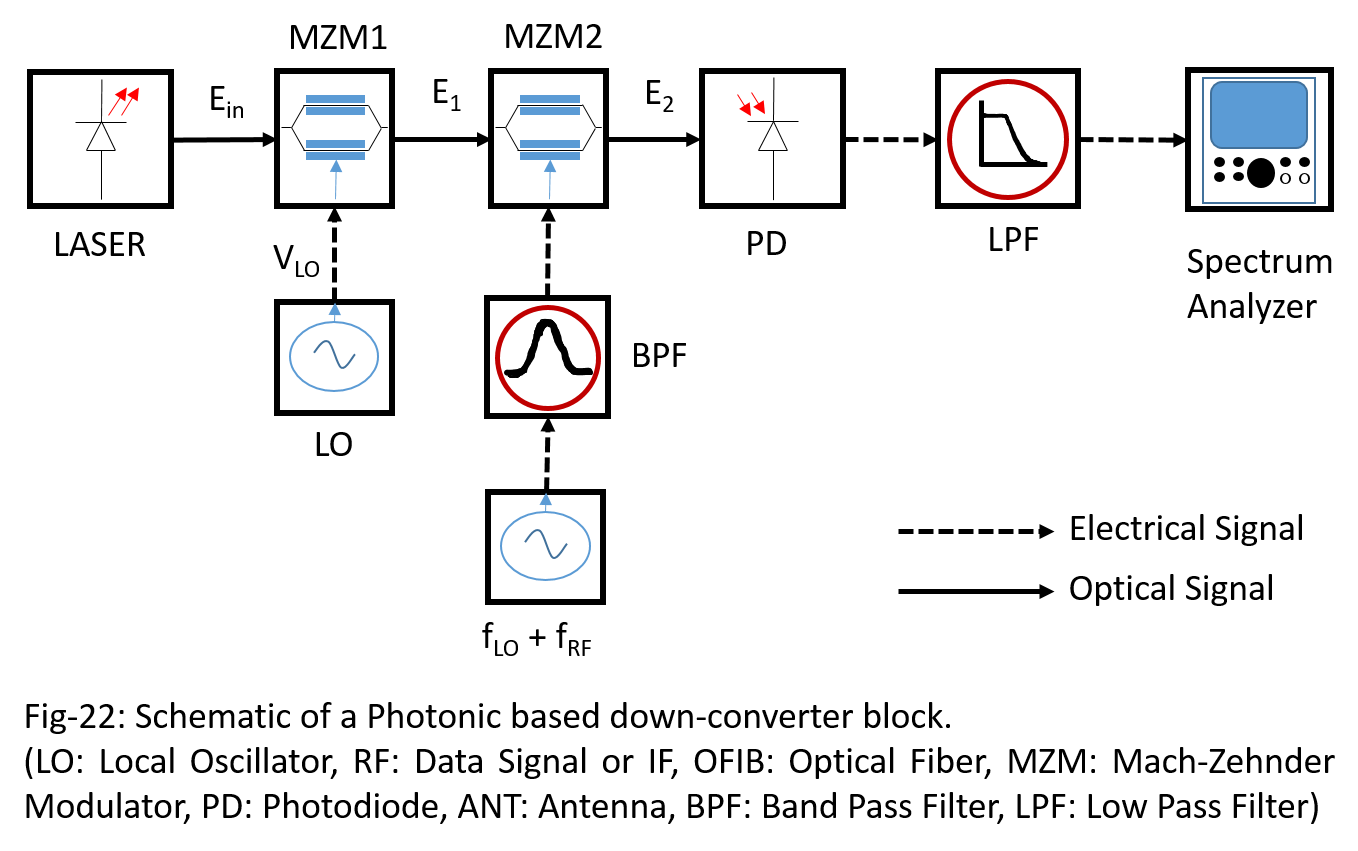 MZM1
MZM2
E_in
E_1
E_2
LASER
V_LO
PD
LPF
Spectrum
Analyzer
BPF
LO
Electrical Signal
Optical Signal
f_LO + f_RF
Fig-22: Schematic of a Photonic based down-converter block.
(LO: Local Oscillator, RF: Data Signal or IF, OFIB: Optical Fiber, MZM: Mach-Zehnder
Modulator, PD: Photodiode, ANT: Antenna, BPF: Band Pass Filter, LPF: Low Pass Filter)